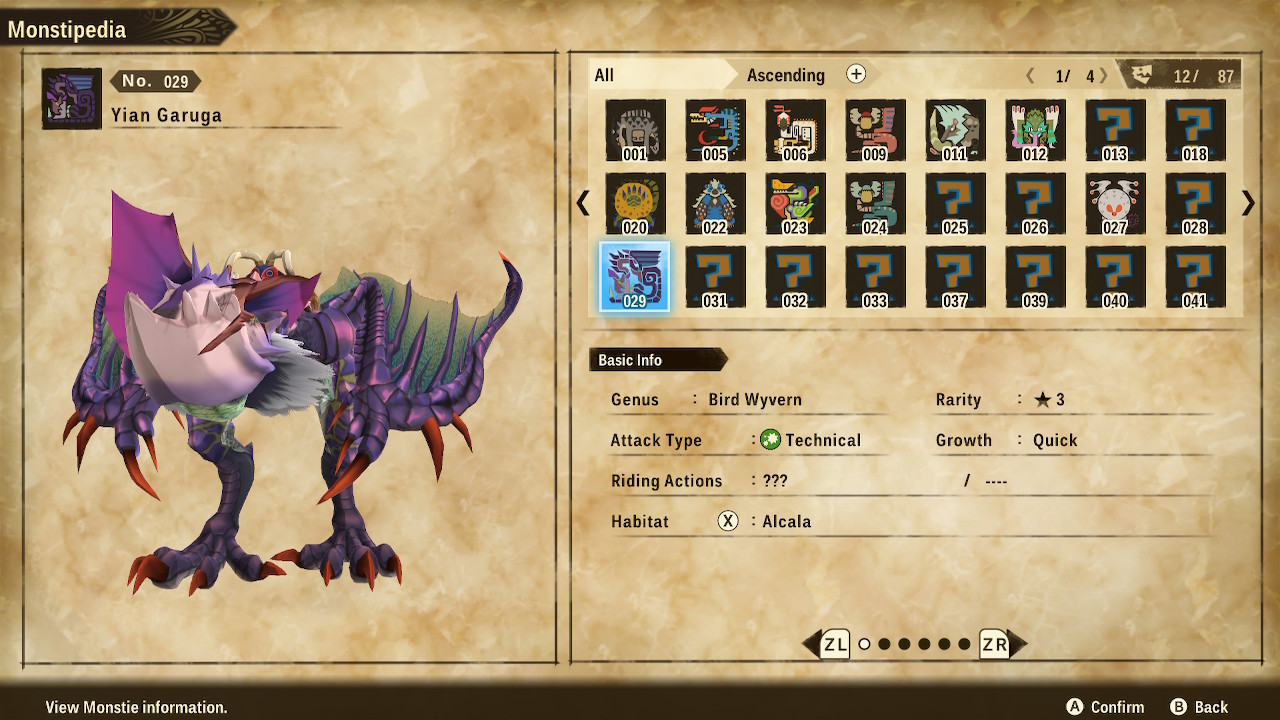 Monstipedia
No. 029
Yian Garuga
All
Ascending
1/ 4
12/ 87
001 005 006 009 011 012 013 018
020 022 023 024 025 026 027 028
029 031 032 033 037 039 040 041
Basic Info
Genus : Bird Wyvern
Rarity : ★ 3
Attack Type : Technical
Growth : Quick
Riding Actions : ??? / ----
Habitat X : Alcala
ZL ZR
View Monstie information.
A Confirm B Back